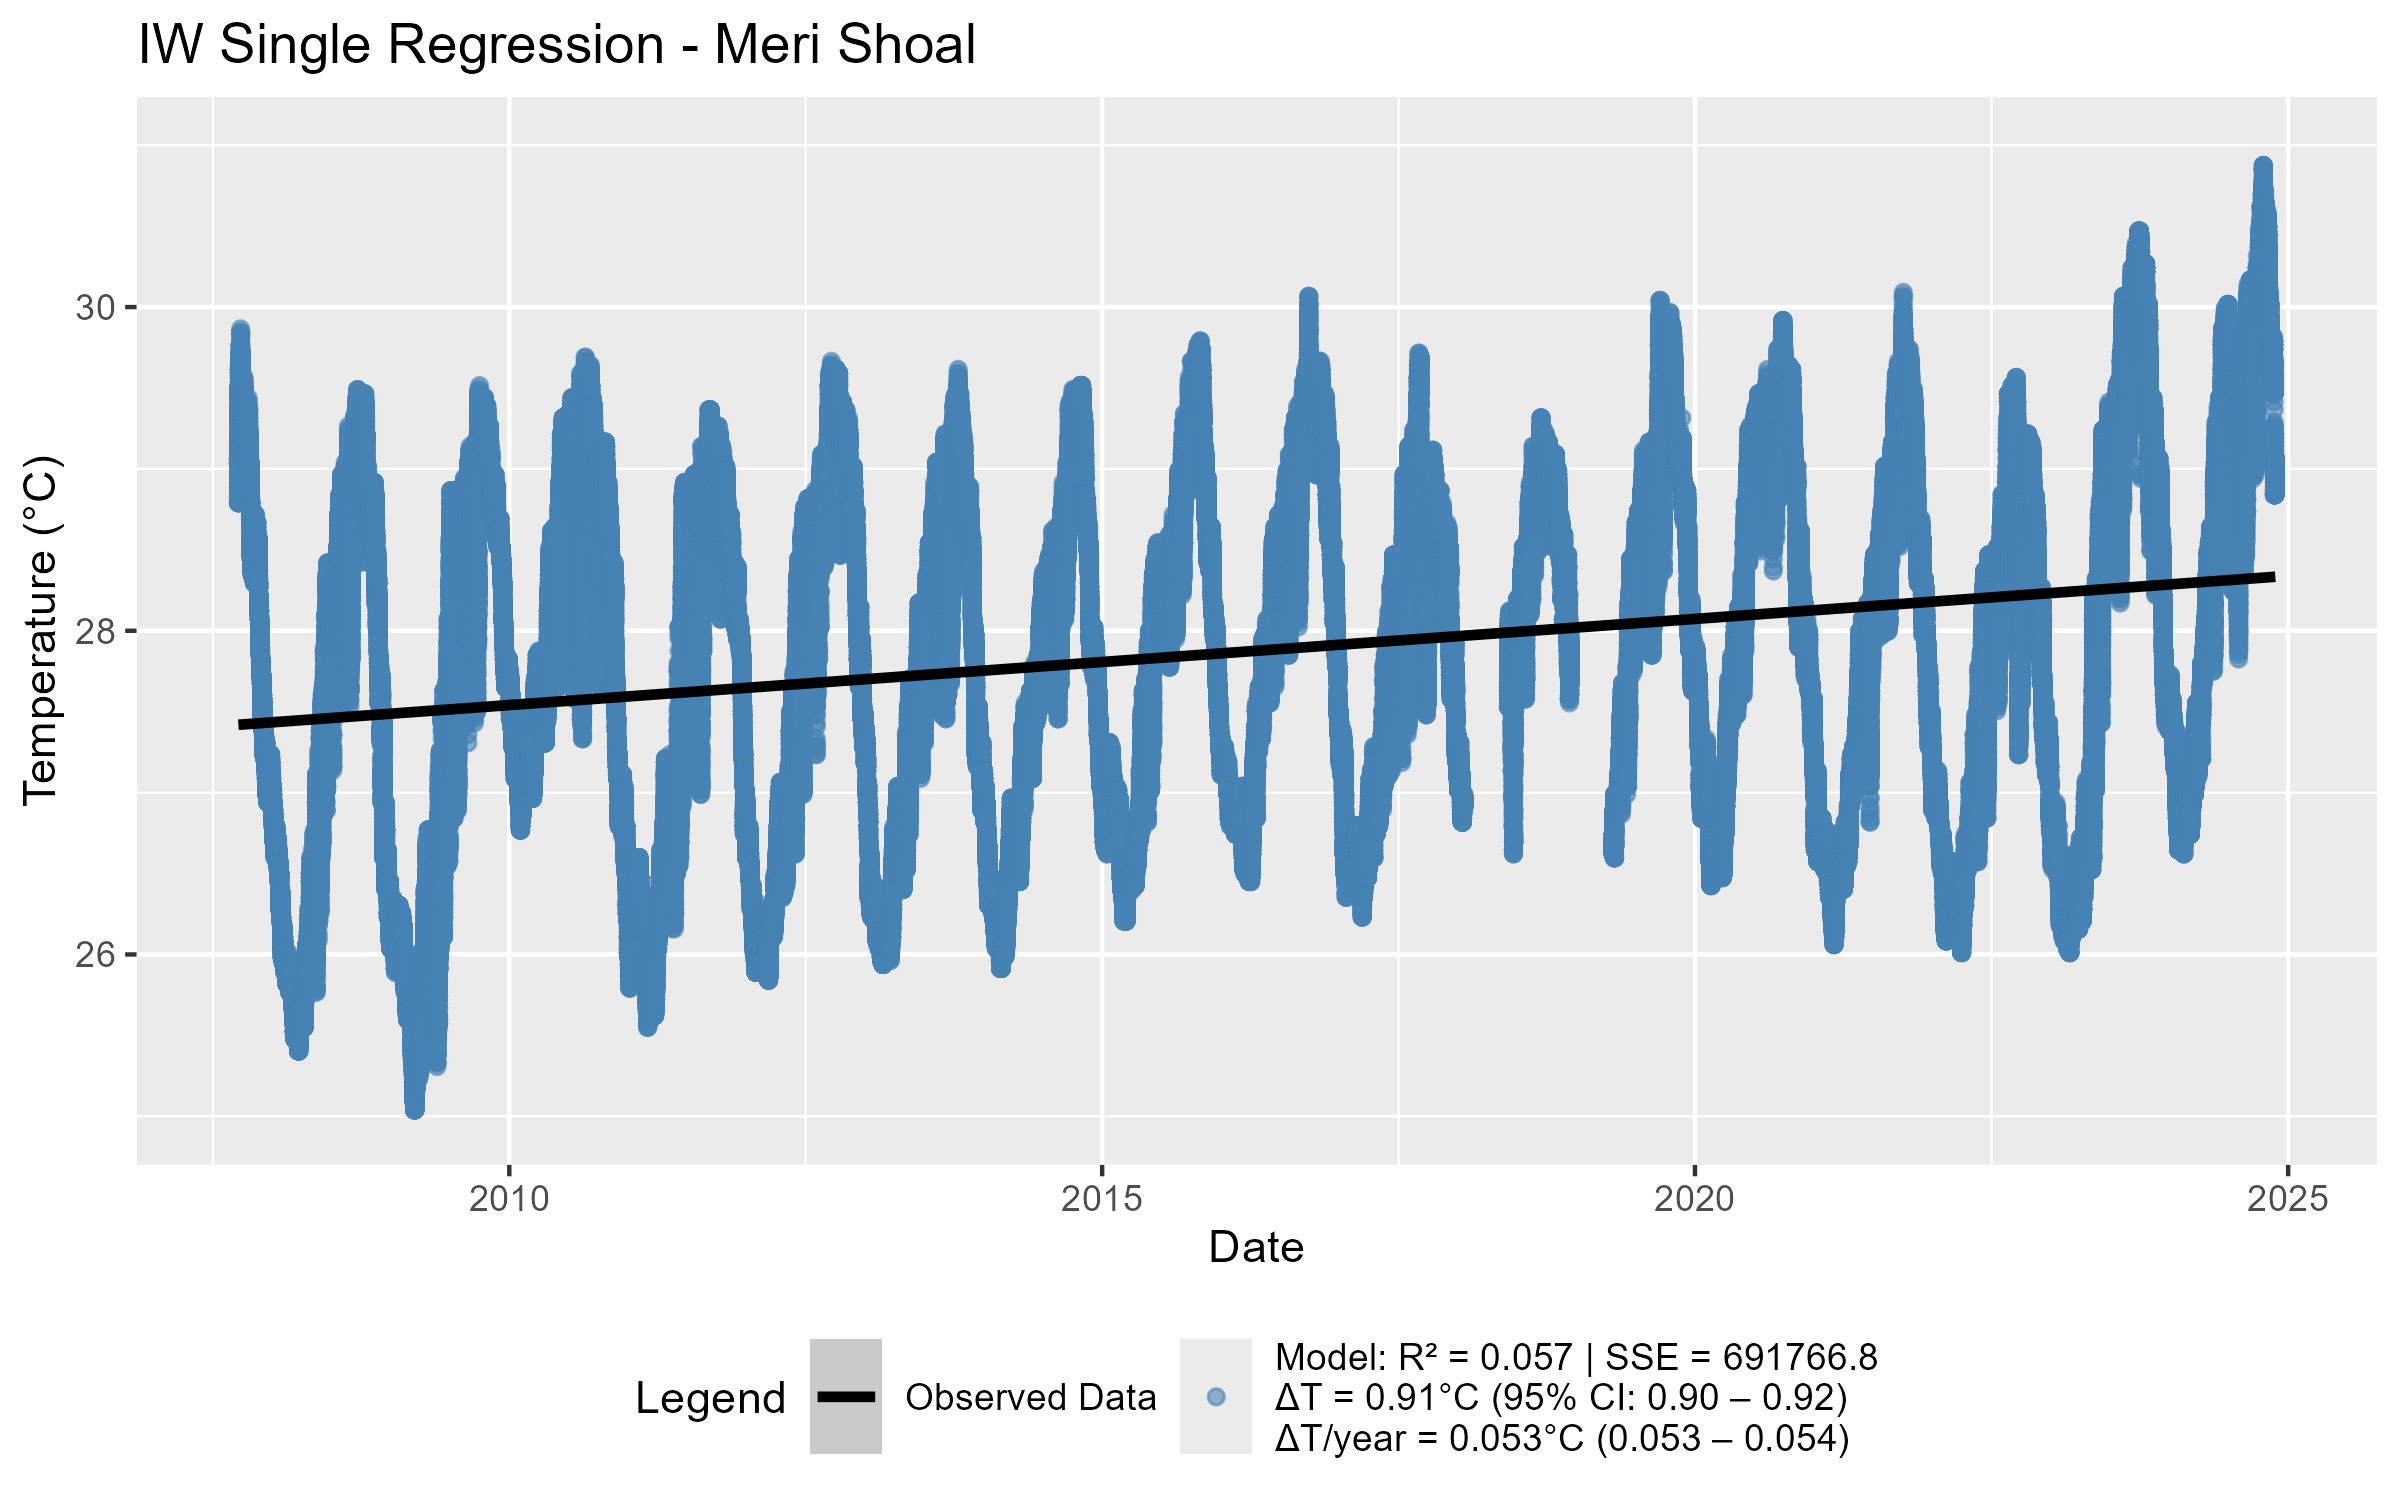 IW Single Regression - Meri Shoal
Temperature (°C)
30
28
26
2010
2015
2020
2025
Date
Legend
Observed Data
Model: R² = 0.057 | SSE = 691766.8
ΔT = 0.91°C (95% CI: 0.90 – 0.92)
ΔT/year = 0.053°C (0.053 – 0.054)